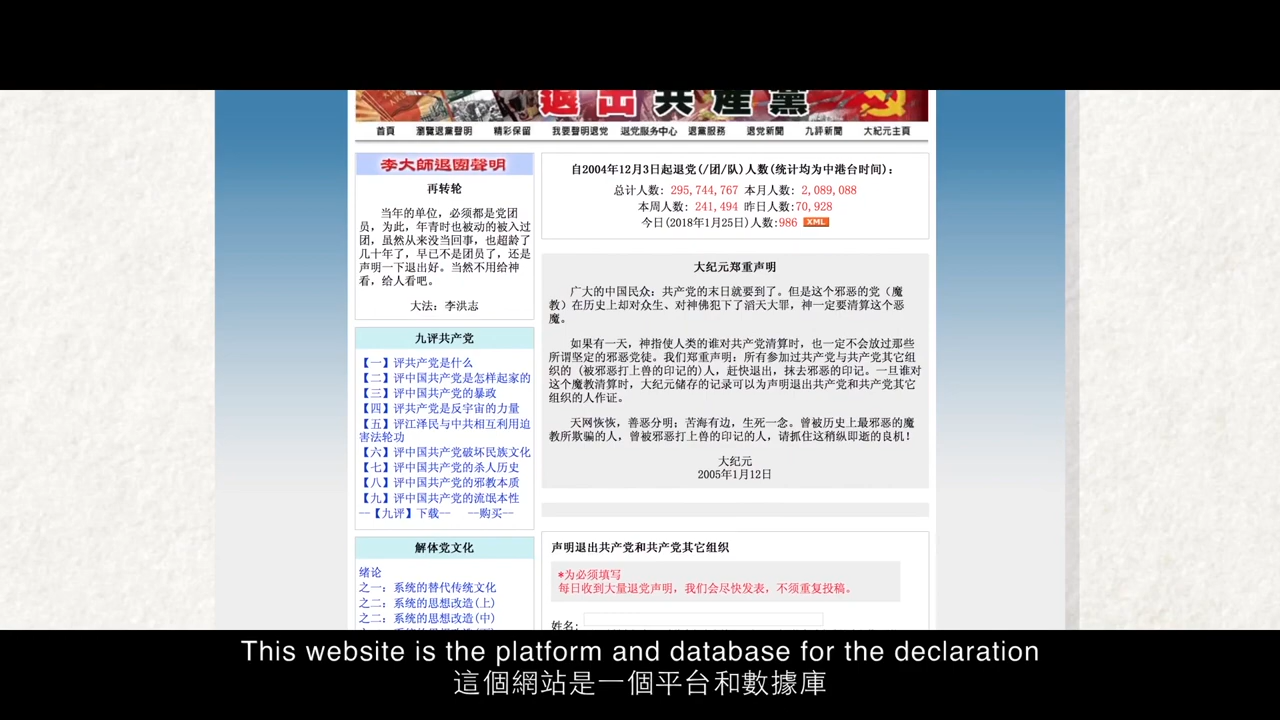 退出共產黨
首頁 瀏覽退黨聲明 精彩保留 我要聲明退党 退党服务中心 退黨服務 退党新聞 九評新聞 大紀元主頁
李大師退團聲明
再转轮
当年的单位，必须都是党团
员，为此，年青时也被动的被入过
团，虽然从来没当回事，也超龄了
几十年了，早已不是团员了，还是
声明一下退出好。当然不用给神
看，给人看吧。
大法：李洪志
九评共产党
【一】评共产党是什么
【二】评中国共产党是怎样起家的
【三】评中国共产党的暴政
【四】评共产党是反宇宙的力量
【五】评江泽民与中共相互利用迫
害法轮功
【六】评中国共产党破坏民族文化
【七】评中国共产党的杀人历史
【八】评中国共产党的邪教本质
【九】评中国共产党的流氓本性
--【九评】下载-- --购买--
解体党文化
绪论
之一：系统的替代传统文化
之二：系统的思想改造(上)
之二：系统的思想改造(中)
自2004年12月3日起退党(/团/队)人数(统计均为中港台时间)：
总计人数: 295,744,767 本月人数: 2,089,088
本周人数: 241,494 昨日人数:70,928
今日(2018年1月25日)人数:986 XML
大纪元郑重声明
广大的中国民众：共产党的末日就要到了。但是这个邪恶的党（魔
教）在历史上却对众生、对神佛犯下了滔天大罪，神一定要清算这个恶
魔。
如果有一天，神指使人类的谁对共产党清算时，也一定不会放过那些
所谓坚定的邪恶党徒。我们郑重声明：所有参加过共产党与共产党其它组
织的（被邪恶打上兽的印记的）人，赶快退出，抹去邪恶的印记。一旦谁对
这个魔教清算时，大纪元储存的记录可以为声明退出共产党和共产党其它
组织的人作证。
天网恢恢，善恶分明；苦海有边，生死一念。曾被历史上最邪恶的魔
教所欺骗的人，曾被邪恶打上兽的印记的人，请抓住这稍纵即逝的良机！
大纪元
2005年1月12日
声明退出共产党和共产党其它组织
*为必须填写
每日收到大量退党声明，我们会尽快发表，不须重复投稿。
姓名:
This website is the platform and database for the declaration
這個網站是一個平台和數據庫